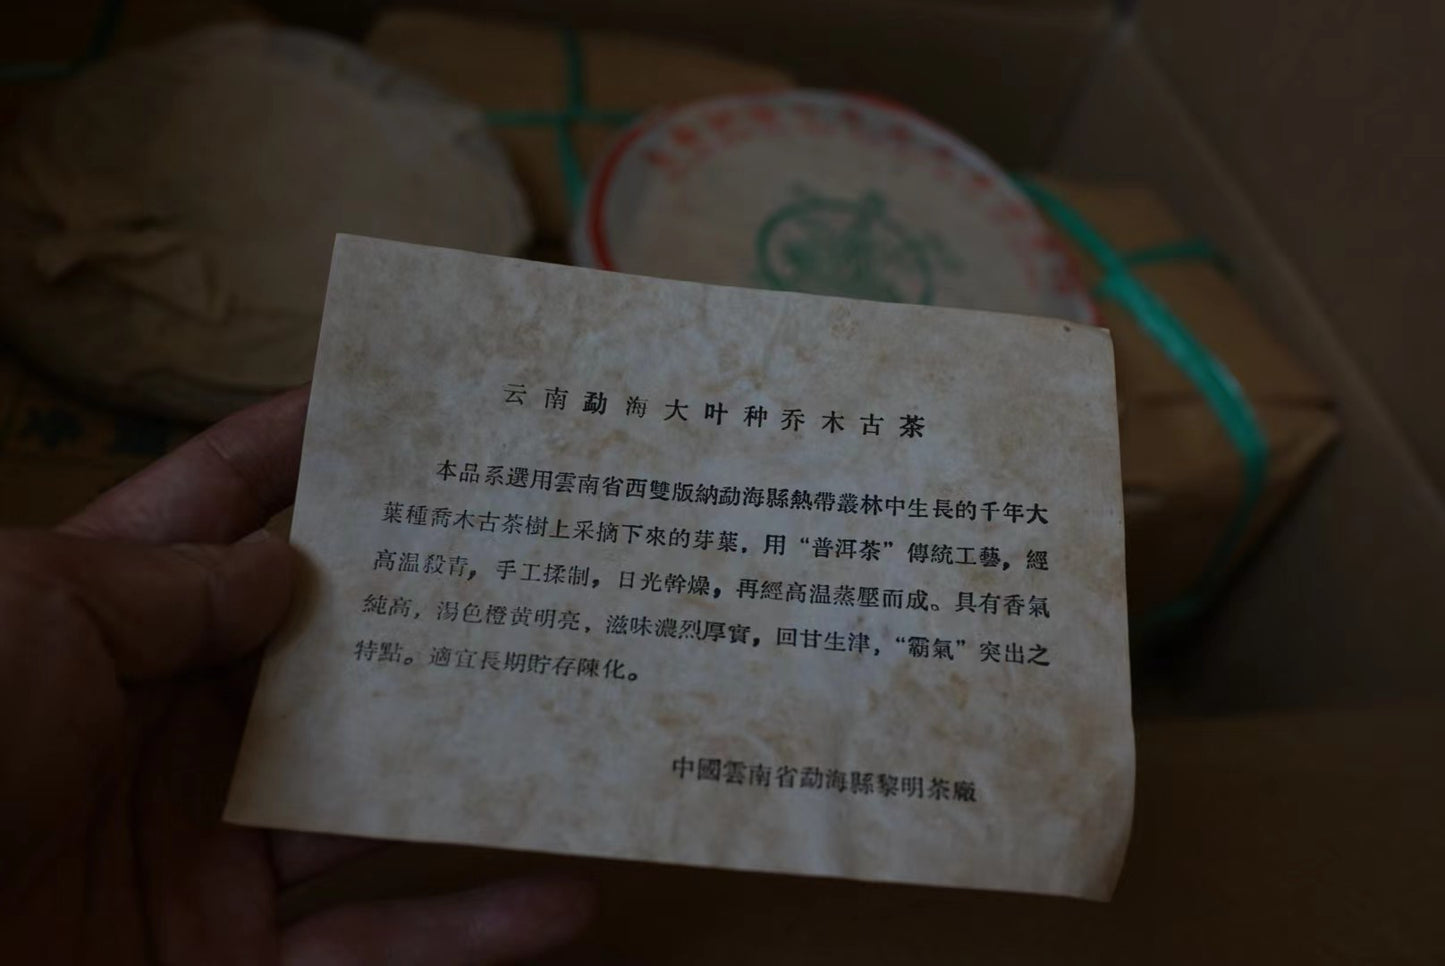 云南勐海大叶种乔木古茶
本品系選用雲南省西雙版納勐海縣熱帶叢林中生長的千年大
葉種喬木古茶樹上采摘下來的芽葉，用“普洱茶”傳統工藝，經
高温殺青，手工揉制，日光幹燥，再經高温蒸壓而成。具有香氣
純高，湯色橙黄明亮，滋味濃烈厚實，回甘生津，“霸氣”突出之
特點。適宜長期貯存陳化。
中國雲南省勐海縣黎明茶廠